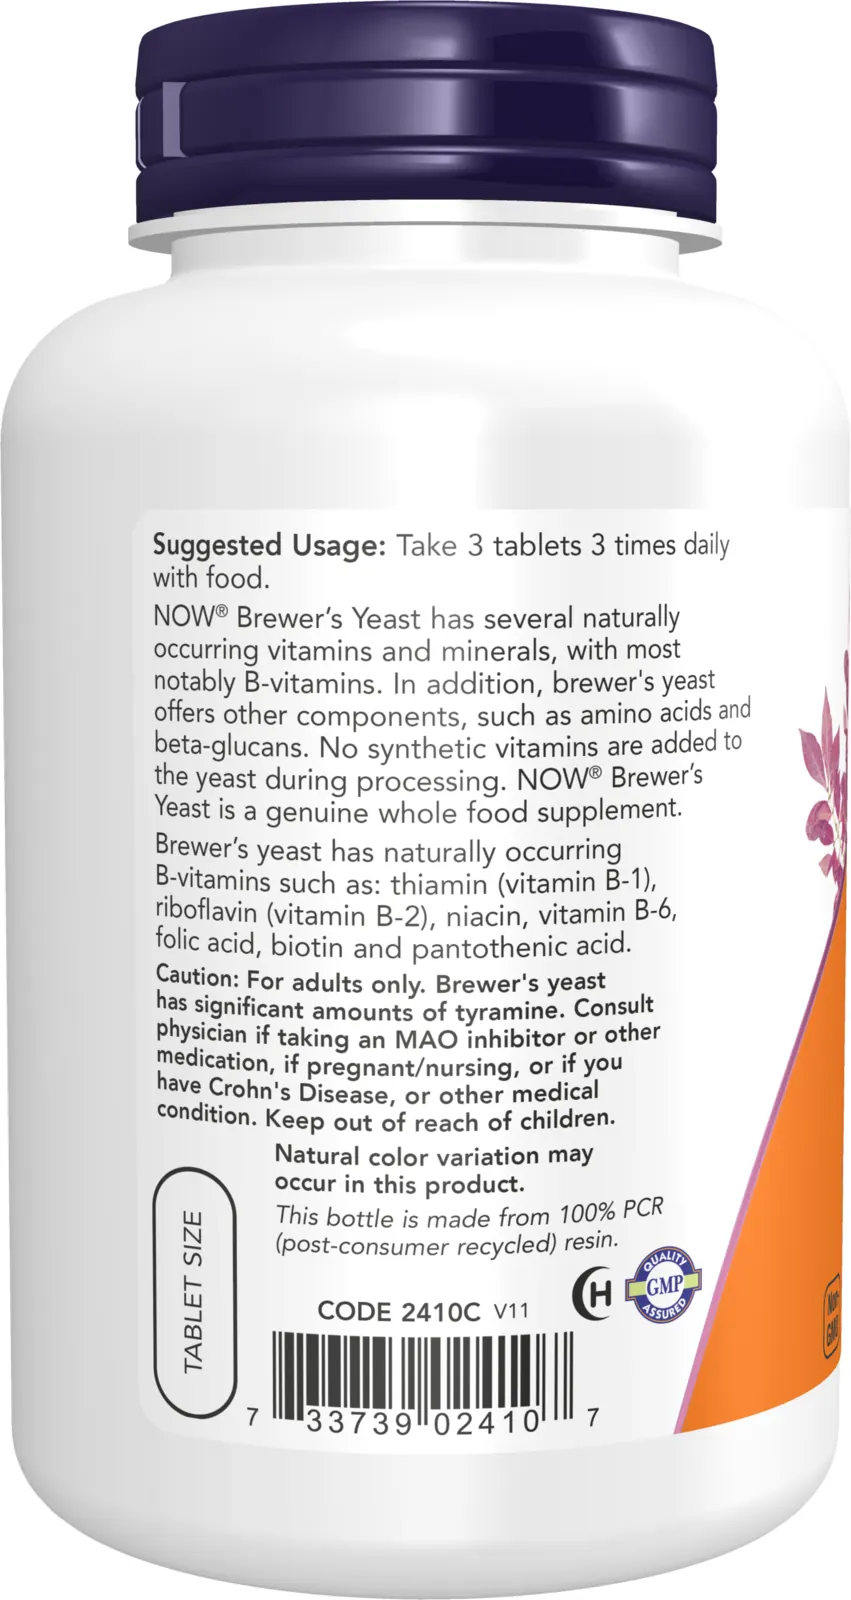 Suggested Usage: Take 3 tablets 3 times daily
with food.
NOW® Brewer's Yeast has several naturally
occurring vitamins and minerals, with most
notably B-vitamins. In addition, brewer's yeast
offers other components, such as amino acids and
beta-glucans. No synthetic vitamins are added to
the yeast during processing. NOW® Brewer's
Yeast is a genuine whole food supplement.
Brewer's yeast has naturally occurring
B-vitamins such as: thiamin (vitamin B-1),
riboflavin (vitamin B-2), niacin, vitamin B-6,
folic acid, biotin and pantothenic acid.
Caution: For adults only. Brewer's yeast
has significant amounts of tyramine. Consult
physician if taking an MAO inhibitor or other
medication, if pregnant/nursing, or if you
have Crohn's Disease, or other medical
condition. Keep out of reach of children.
Natural color variation may
occur in this product.
This bottle is made from 100% PCR
(post-consumer recycled) resin.
TABLET SIZE
H
QUALITY
GMP
ASSURED
Non-
GMO
CODE 2410C V11
7 33739 02410 7